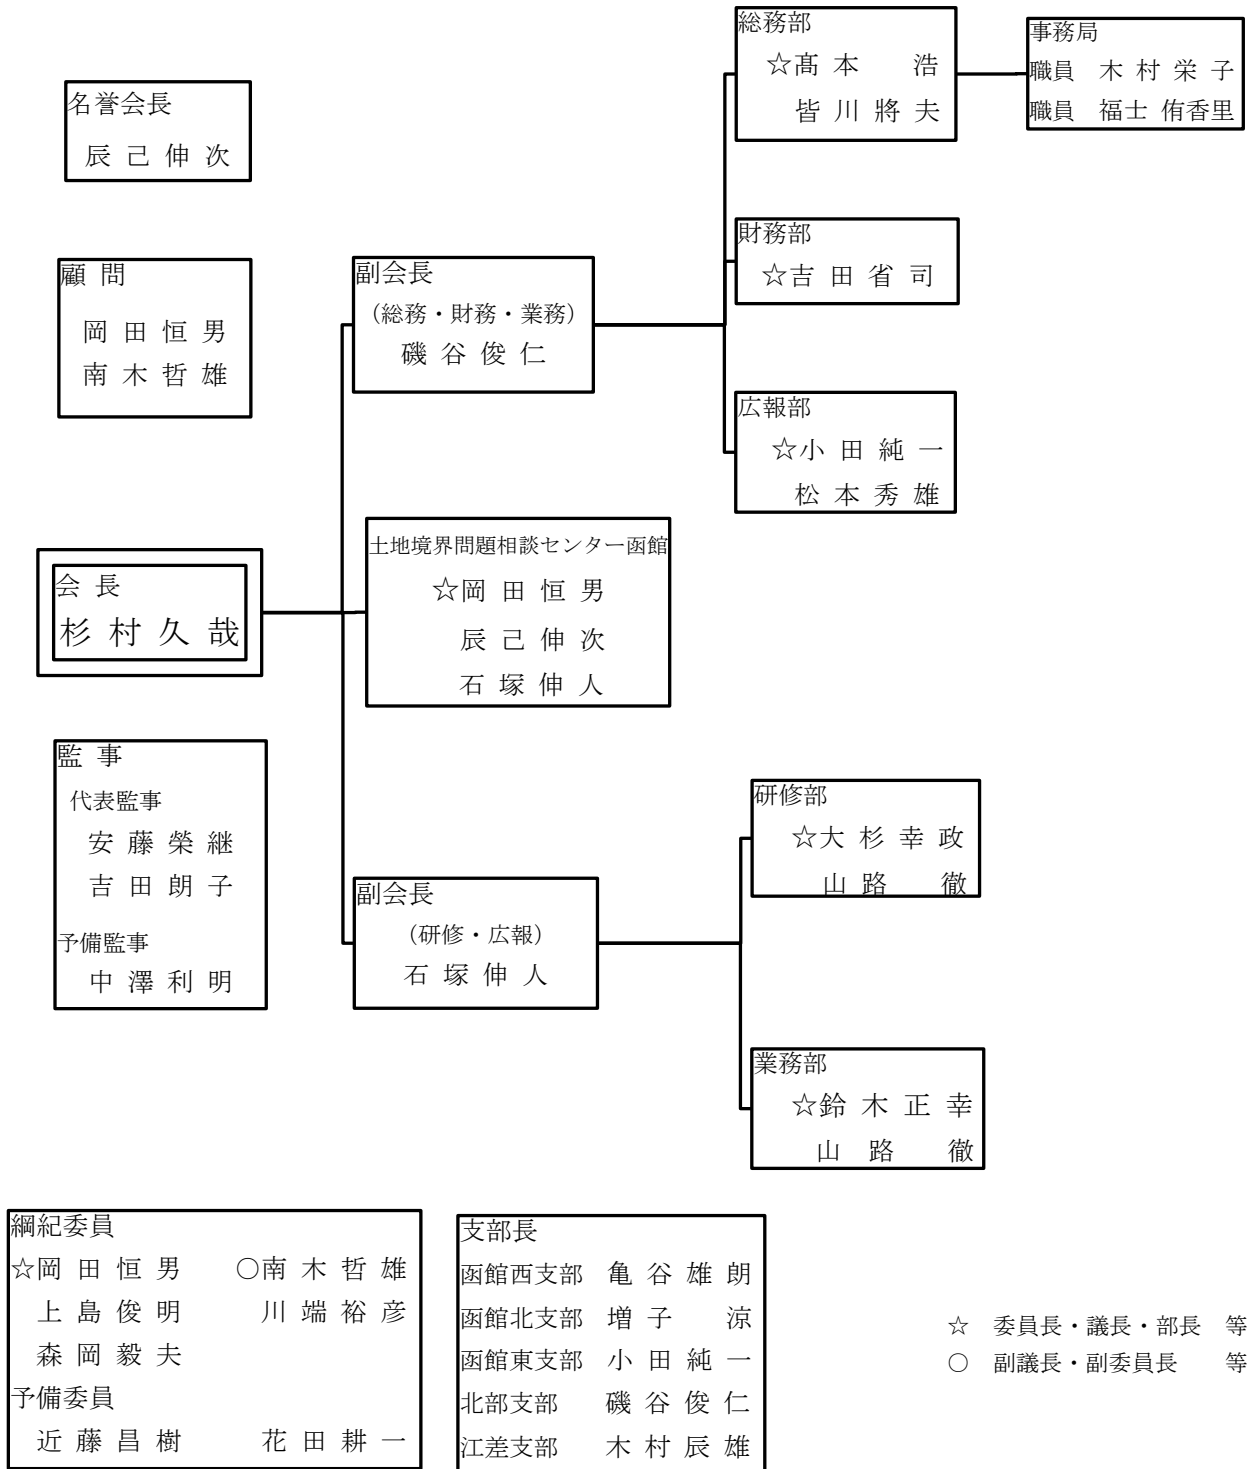 名誉会長
辰己伸次
顧問
岡田恒男
南木哲雄
会長
杉村久哉
監事
代表監事
安藤榮継
吉田朗子
予備監事
中澤利明
副会長
(総務・財務・業務)
磯谷俊仁
土地境界問題相談センター函館
☆岡田恒男
辰己伸次
石塚伸人
副会長
(研修・広報)
石塚伸人
総務部
☆髙本 浩
皆川將夫
事務局
職員 木村栄子
職員 福士侑香里
財務部
☆吉田省司
広報部
☆小田純一
松本秀雄
研修部
☆大杉幸政
山路 徹
業務部
☆鈴木正幸
山路 徹
綱紀委員
☆岡田恒男 ○南木哲雄
上島俊明 川端裕彦
森岡毅夫
予備委員
近藤昌樹 花田耕一
支部長
函館西支部 亀谷雄朗
函館北支部 増子 涼
函館東支部 小田純一
北部支部 磯谷俊仁
江差支部 木村辰雄
☆ 委員長・議長・部長 等
○ 副議長・副委員長 等